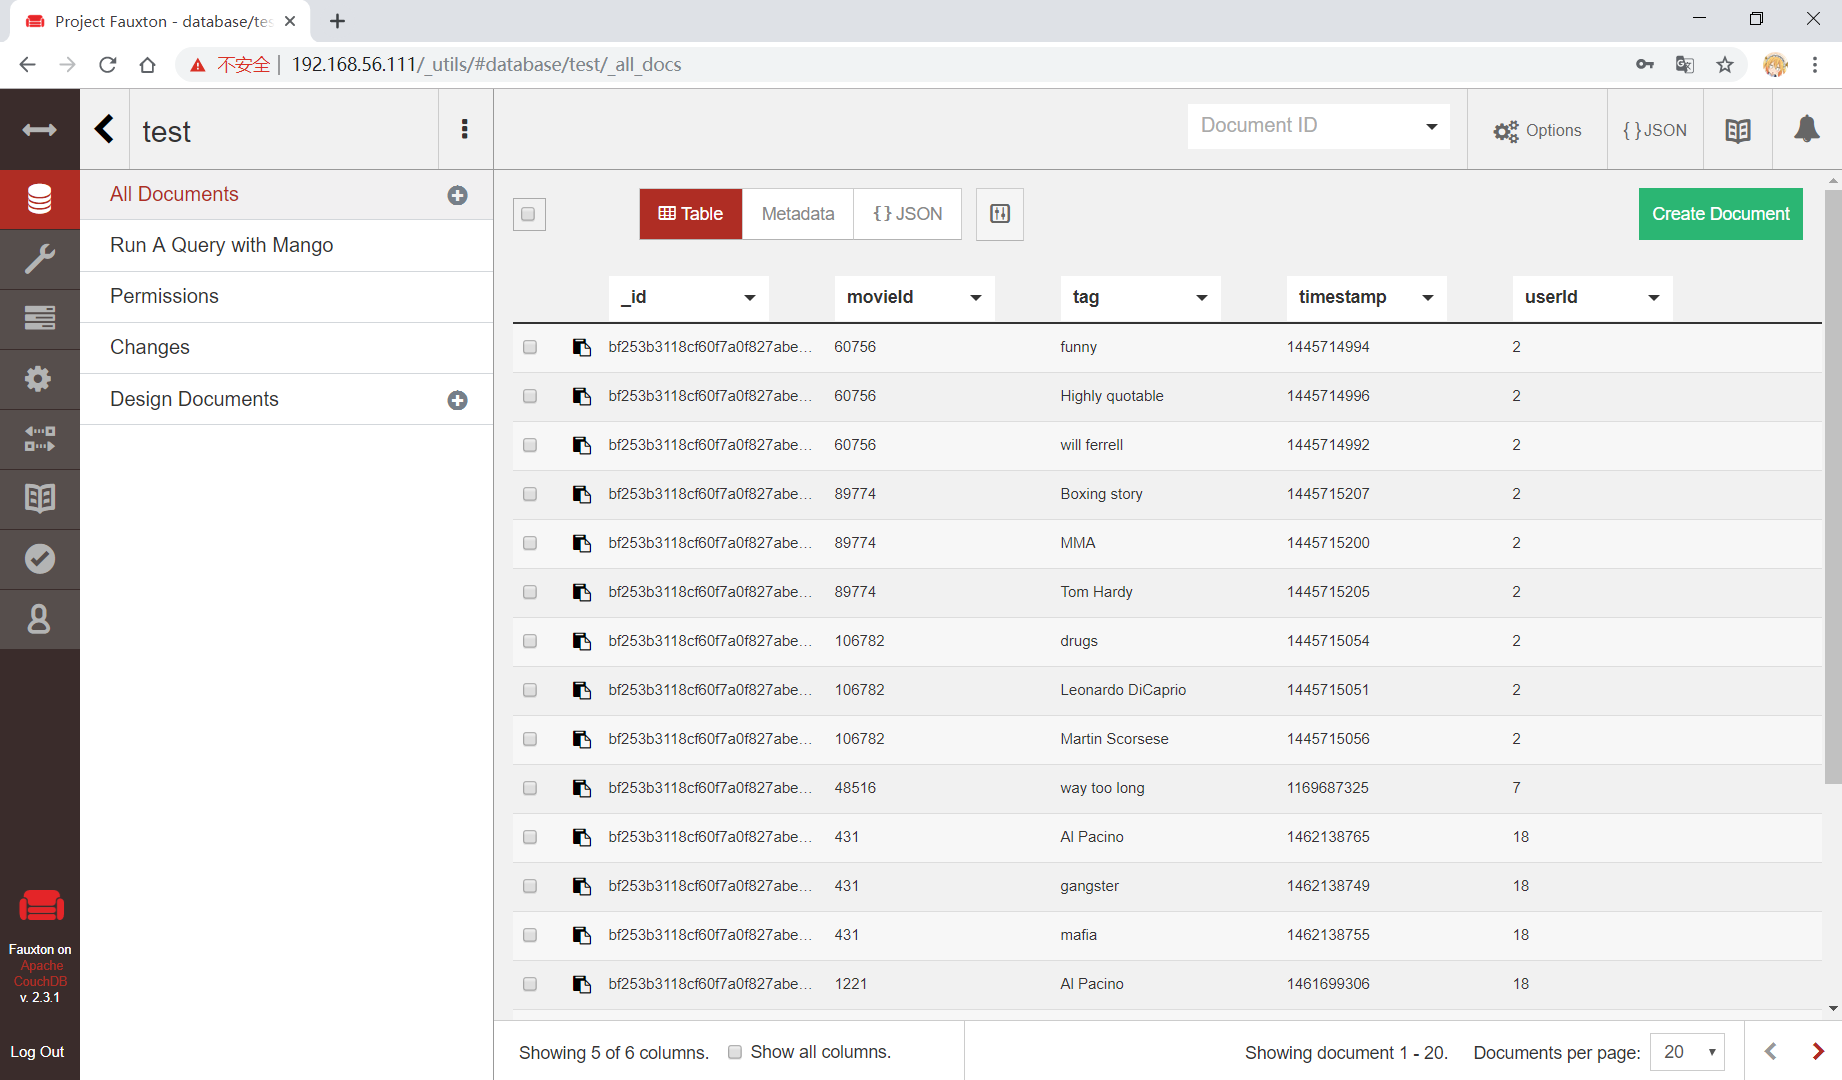 Project Fauxton - database/tes
不安全 192.168.56.111/_utils/#database/test/_all_docs
test
Document ID
Options
{ } JSON
All Documents
Run A Query with Mango
Permissions
Changes
Design Documents
Table
Metadata
{ } JSON
Create Document
_id movieId tag timestamp userId
bf253b3118cf60f7a0f827abe... 60756 funny 1445714994 2
bf253b3118cf60f7a0f827abe... 60756 Highly quotable 1445714996 2
bf253b3118cf60f7a0f827abe... 60756 will ferrell 1445714992 2
bf253b3118cf60f7a0f827abe... 89774 Boxing story 1445715207 2
bf253b3118cf60f7a0f827abe... 89774 MMA 1445715200 2
bf253b3118cf60f7a0f827abe... 89774 Tom Hardy 1445715205 2
bf253b3118cf60f7a0f827abe... 106782 drugs 1445715054 2
bf253b3118cf60f7a0f827abe... 106782 Leonardo DiCaprio 1445715051 2
bf253b3118cf60f7a0f827abe... 106782 Martin Scorsese 1445715056 2
bf253b3118cf60f7a0f827abe... 48516 way too long 1169687325 7
bf253b3118cf60f7a0f827abe... 431 Al Pacino 1462138765 18
bf253b3118cf60f7a0f827abe... 431 gangster 1462138749 18
bf253b3118cf60f7a0f827abe... 431 mafia 1462138755 18
bf253b3118cf60f7a0f827abe... 1221 Al Pacino 1461699306 18
Fauxton on
Apache
CouchDB
v. 2.3.1
Log Out
Showing 5 of 6 columns. Show all columns.
Showing document 1 - 20. Documents per page: 20